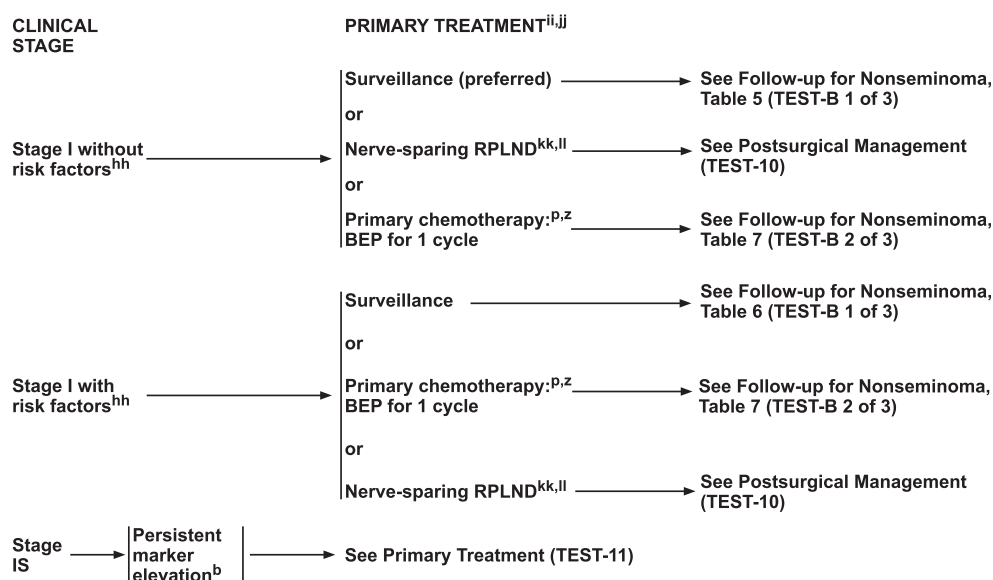 CLINICAL
STAGE
PRIMARY TREATMENTii,jj
Stage I without
risk factorshh
Surveillance (preferred)
See Follow-up for Nonseminoma,
Table 5 (TEST-B 1 of 3)
or
Nerve-sparing RPLNDkk,ll
See Postsurgical Management
(TEST-10)
or
Primary chemotherapy:p,z
BEP for 1 cycle
See Follow-up for Nonseminoma,
Table 7 (TEST-B 2 of 3)
Stage I with
risk factorshh
Surveillance
See Follow-up for Nonseminoma,
Table 6 (TEST-B 1 of 3)
or
Primary chemotherapy:p,z
BEP for 1 cycle
See Follow-up for Nonseminoma,
Table 7 (TEST-B 2 of 3)
or
Nerve-sparing RPLNDkk,ll
See Postsurgical Management
(TEST-10)
Stage
IS
Persistent
marker
elevationb
See Primary Treatment (TEST-11)